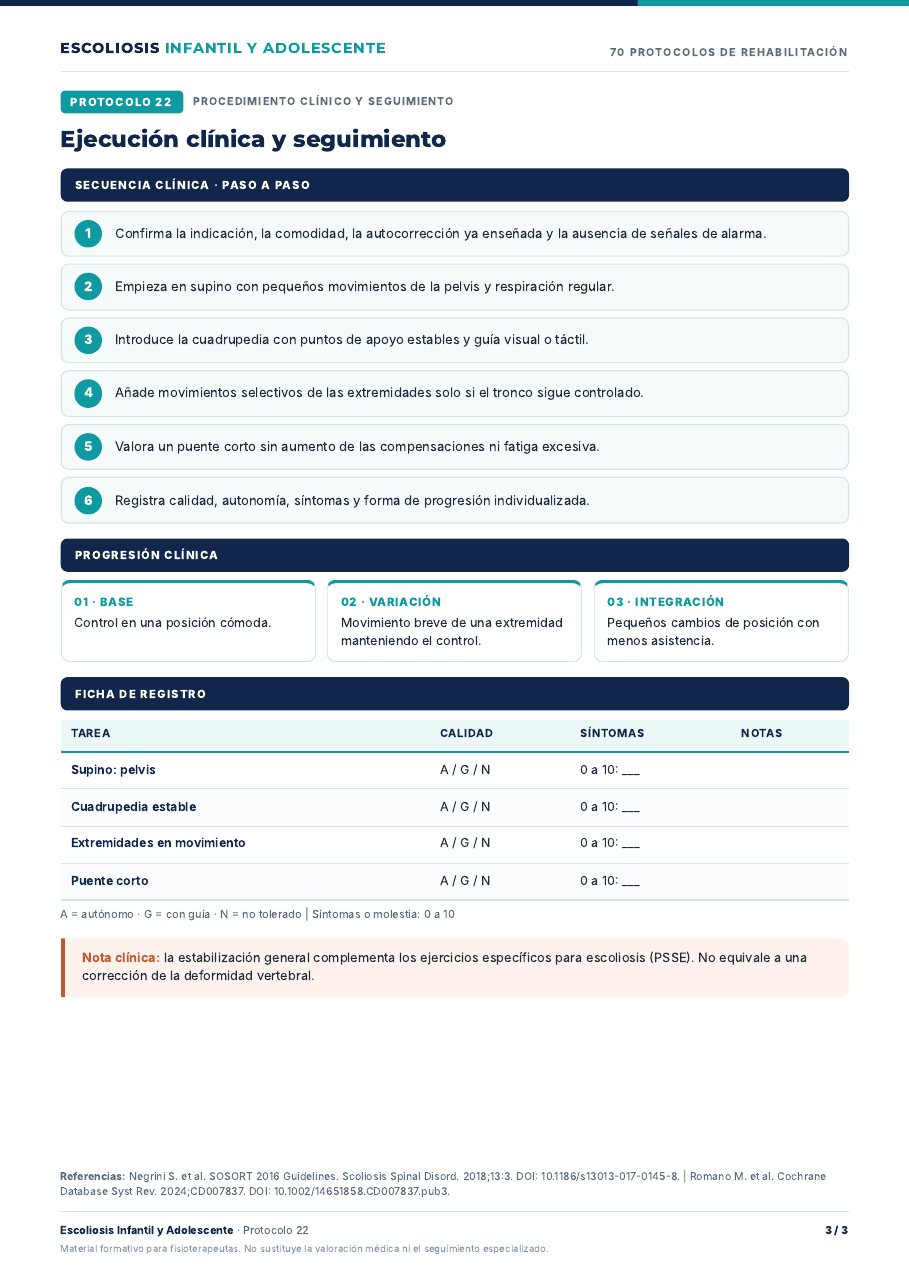 ESCOLIOSIS INFANTIL Y ADOLESCENTE
70 PROTOCOLOS DE REHABILITACIÓN
PROTOCOLO 22 PROCEDIMIENTO CLÍNICO Y SEGUIMIENTO
Ejecución clínica y seguimiento
SECUENCIA CLÍNICA · PASO A PASO
1 Confirma la indicación, la comodidad, la autocorrección ya enseñada y la ausencia de señales de alarma.
2 Empieza en supino con pequeños movimientos de la pelvis y respiración regular.
3 Introduce la cuadrupedia con puntos de apoyo estables y guía visual o táctil.
4 Añade movimientos selectivos de las extremidades solo si el tronco sigue controlado.
5 Valora un puente corto sin aumento de las compensaciones ni fatiga excesiva.
6 Registra calidad, autonomía, síntomas y forma de progresión individualizada.
PROGRESIÓN CLÍNICA
01 · BASE
Control en una posición cómoda.
02 · VARIACIÓN
Movimiento breve de una extremidad
manteniendo el control.
03 · INTEGRACIÓN
Pequeños cambios de posición con
menos asistencia.
FICHA DE REGISTRO
TAREA CALIDAD SÍNTOMAS NOTAS
Supino: pelvis A / G / N 0 a 10: ___
Cuadrupedia estable A / G / N 0 a 10: ___
Extremidades en movimiento A / G / N 0 a 10: ___
Puente corto A / G / N 0 a 10: ___
A = autónomo · G = con guía · N = no tolerado | Síntomas o molestia: 0 a 10
Nota clínica: la estabilización general complementa los ejercicios específicos para escoliosis (PSSE). No equivale a una
corrección de la deformidad vertebral.
Referencias: Negrini S. et al. SOSORT 2016 Guidelines. Scoliosis Spinal Disord. 2018;13:3. DOI: 10.1186/s13013-017-0145-8. | Romano M. et al. Cochrane
Database Syst Rev. 2024;CD007837. DOI: 10.1002/14651858.CD007837.pub3.
Escoliosis Infantil y Adolescente · Protocolo 22
3 / 3
Material formativo para fisioterapeutas. No sustituye la valoración médica ni el seguimiento especializado.